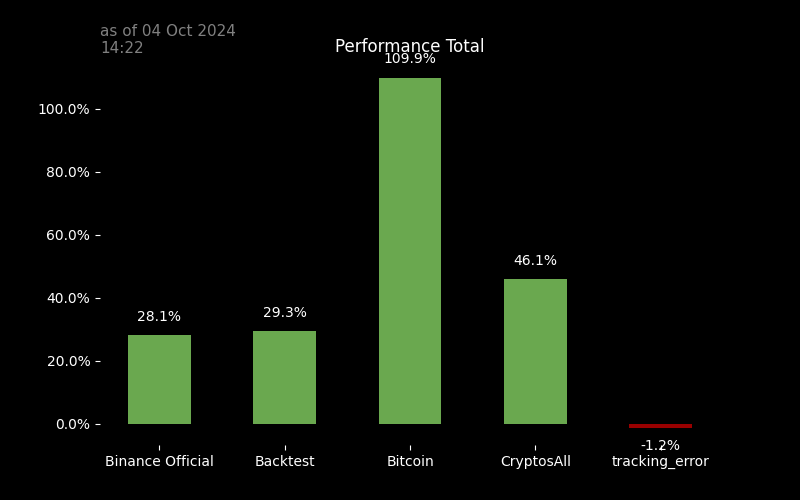 as of 04 Oct 2024
14:22
Performance Total
109.9%
100.0%
80.0%
60.0%
46.1%
40.0%
28.1%
29.3%
20.0%
0.0%
-1.2%
Binance Official
Backtest
Bitcoin
CryptosAll
tracking_error